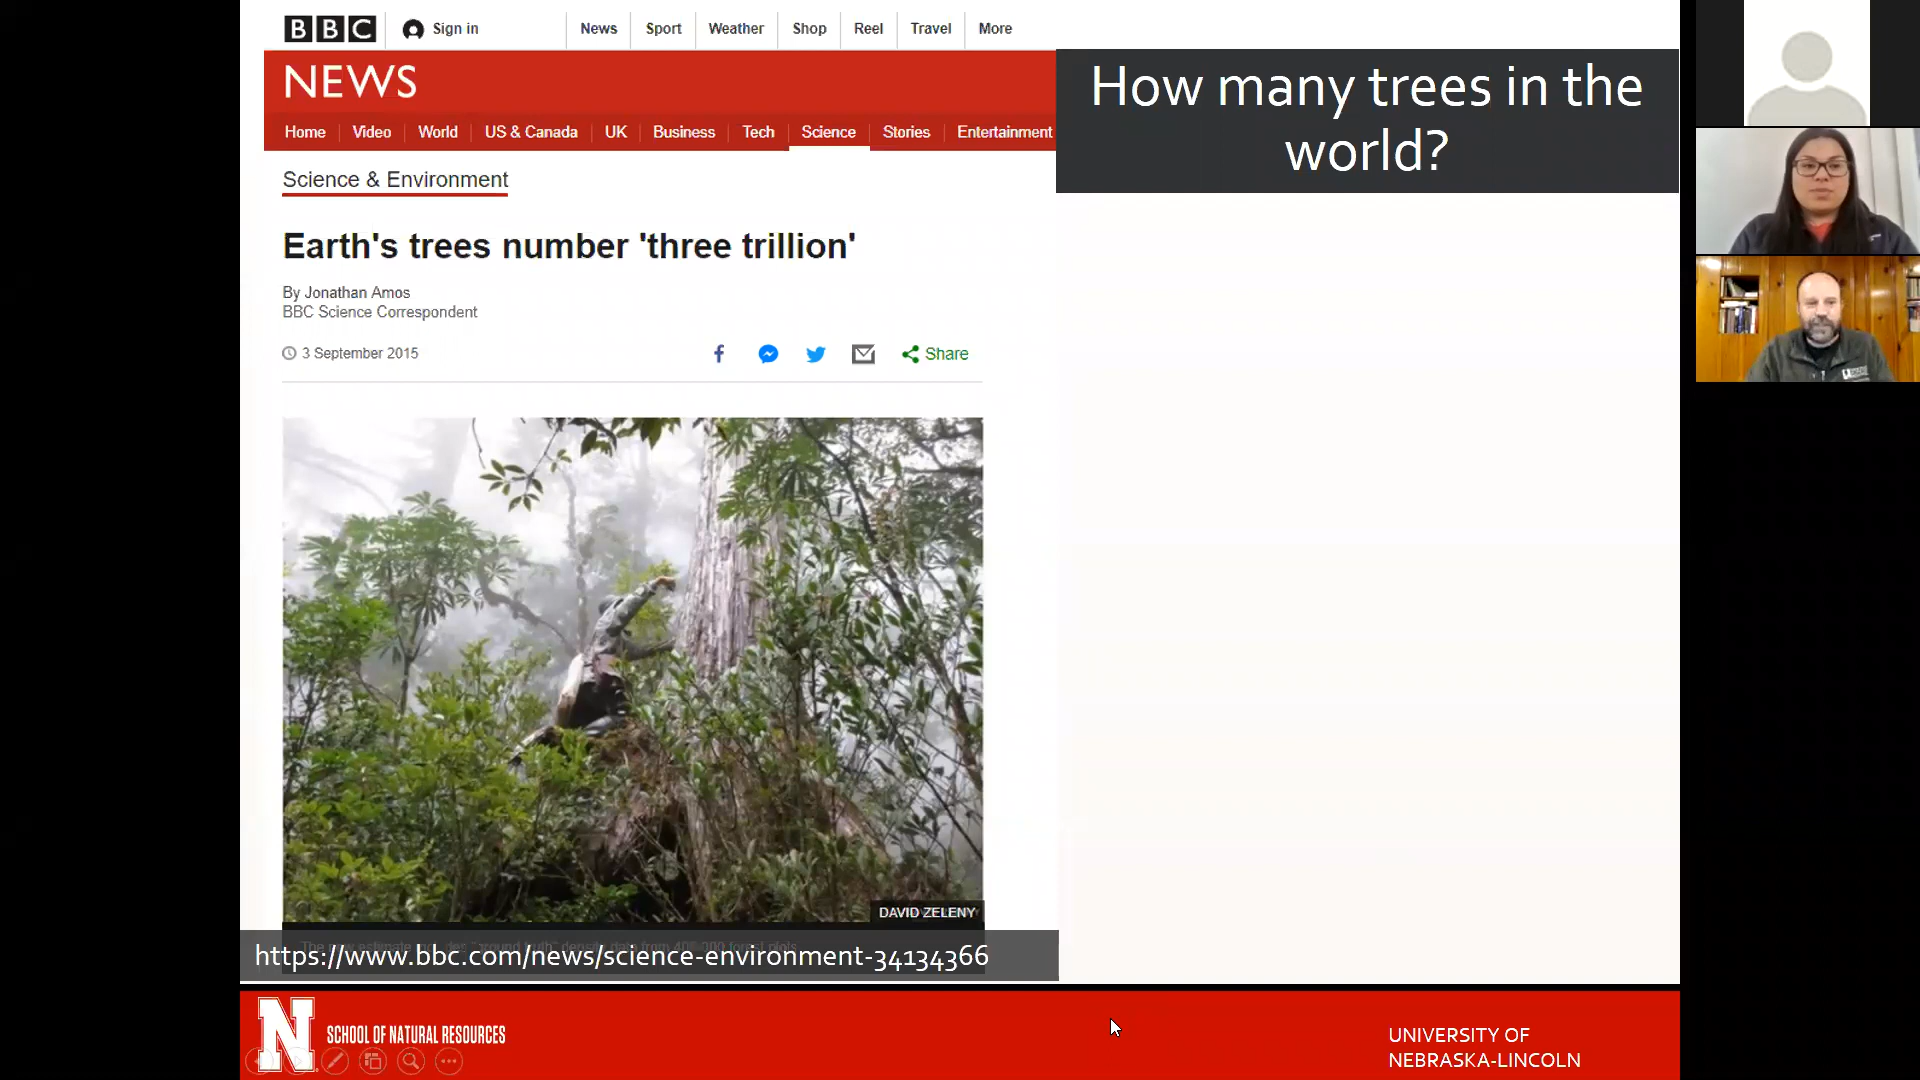 BBC
Sign in
News
Sport
Weather
Shop
Reel
Travel
More
NEWS
Home
Video
World
US & Canada
UK
Business
Tech
Science
Stories
Entertainment
How many trees in the
world?
Science & Environment
Earth's trees number 'three trillion'
By Jonathan Amos
BBC Science Correspondent
3 September 2015
Share
DAVID ZELENY
https://www.bbc.com/news/science-environment-34134366
N
SCHOOL OF NATURAL RESOURCES
UNIVERSITY OF
NEBRASKA-LINCOLN